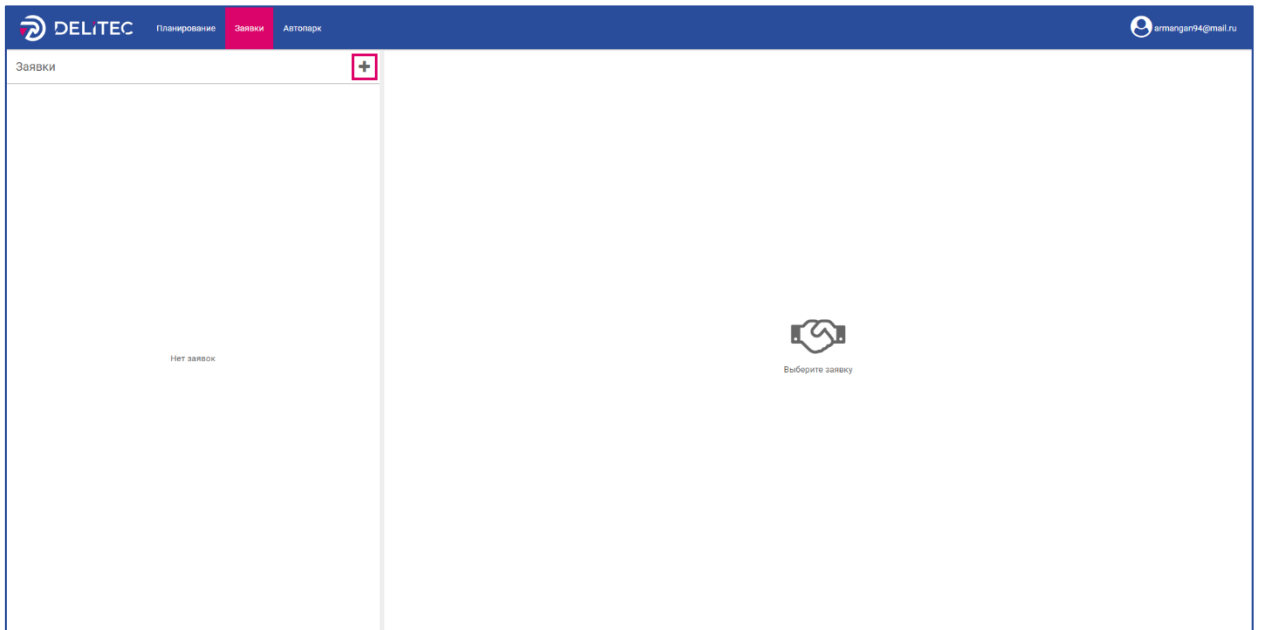 DELITEC Планирование Заявки Автопарк armangan94@mail.ru
Заявки
Нет заявок
Выберите заявку